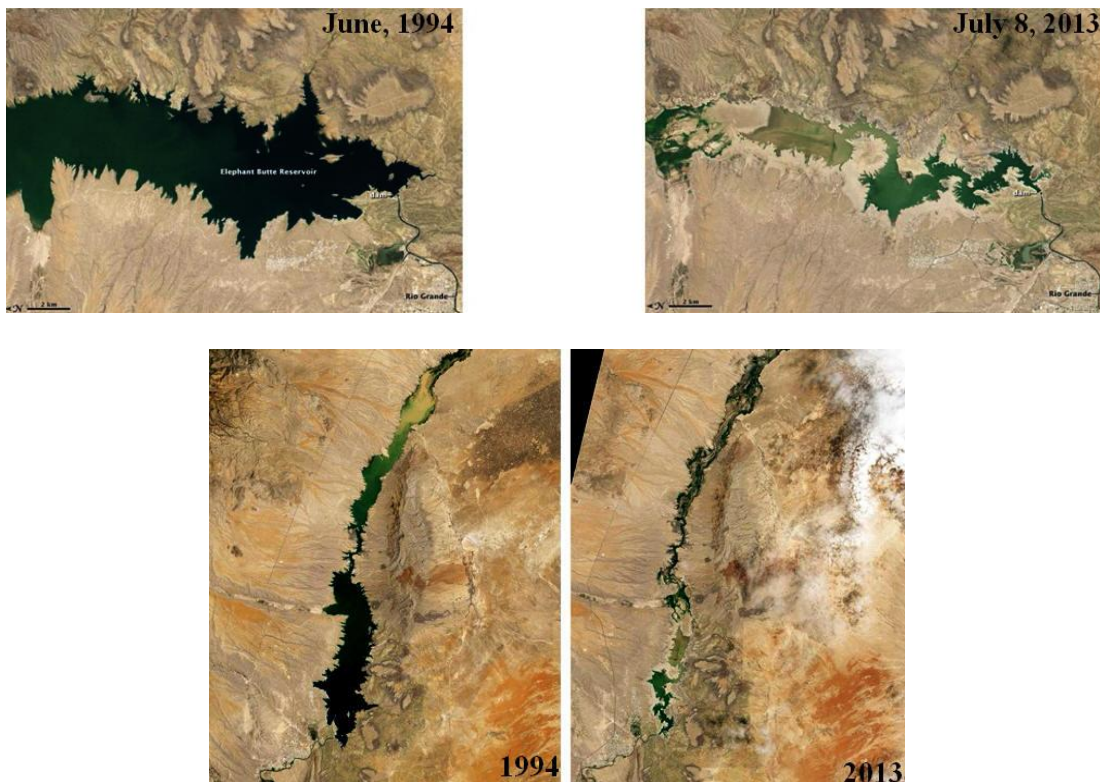 June, 1994
Elephant Butte Reservoir
dam
Rio Grande
N
2 km
July 8, 2013
dam
Rio Grande
N
2 km
1994
2013